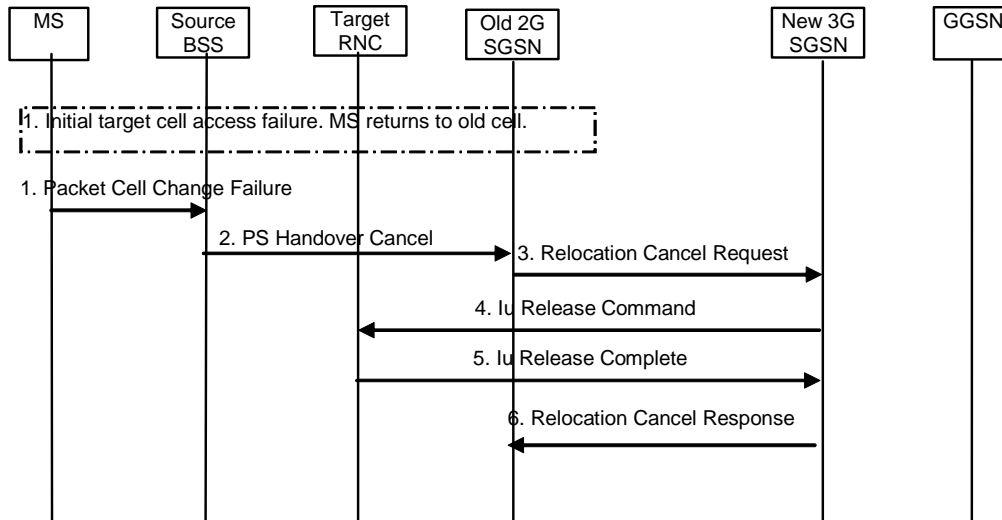 MS
Source
BSS
Target
RNC
Old 2G
SGSN
New 3G
SGSN
GGSN
1. Initial target cell access failure. MS returns to old cell.
1. Packet Cell Change Failure
2. PS Handover Cancel
3. Relocation Cancel Request
4. Iu Release Command
5. Iu Release Complete
6. Relocation Cancel Response